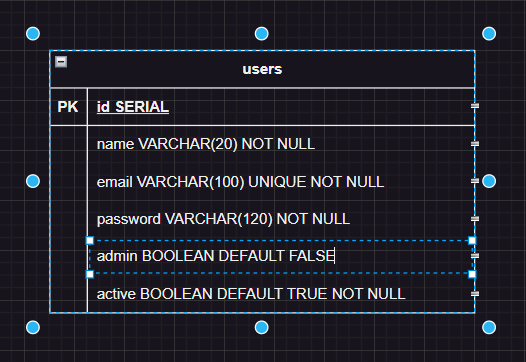 users
PK id SERIAL
name VARCHAR(20) NOT NULL
email VARCHAR(100) UNIQUE NOT NULL
password VARCHAR(120) NOT NULL
admin BOOLEAN DEFAULT FALSE
active BOOLEAN DEFAULT TRUE NOT NULL